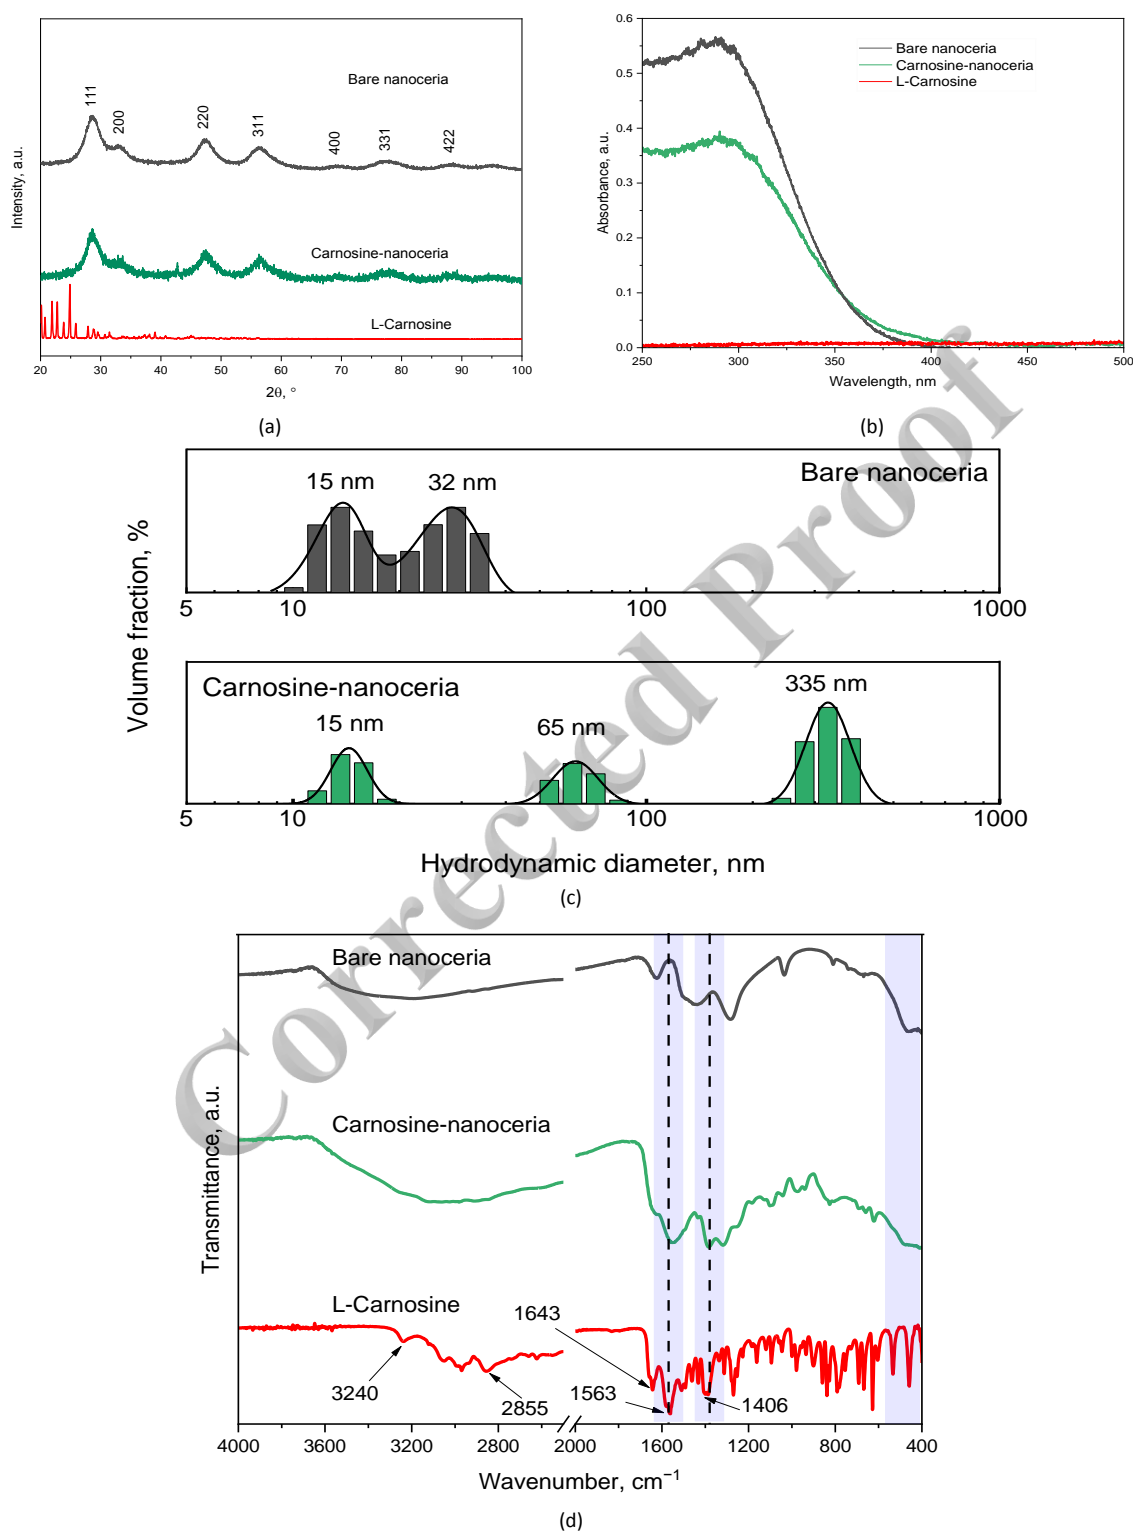 Intensity, a.u.
Bare nanoceria
111
200
220
311
400
331
422
Carnosine-nanoceria
L-Carnosine
20 30 40 50 60 70 80 90 100
2θ, °
(a)
Absorbance, a.u.
0.6
0.5
0.4
0.3
0.2
0.1
0.0
Bare nanoceria
Carnosine-nanoceria
L-Carnosine
250 300 350 400 450 500
Wavelength, nm
(b)
Volume fraction, %
15 nm 32 nm Bare nanoceria
5 10 100 1000
Carnosine-nanoceria
15 nm 65 nm 335 nm
5 10 100 1000
Hydrodynamic diameter, nm
(c)
Transmittance, a.u.
Bare nanoceria
Carnosine-nanoceria
L-Carnosine
3240
2855
1643
1563
1406
4000 3600 3200 2800 2000 1600 1200 800 400
Wavenumber, cm⁻¹
(d)
Corrected Proof